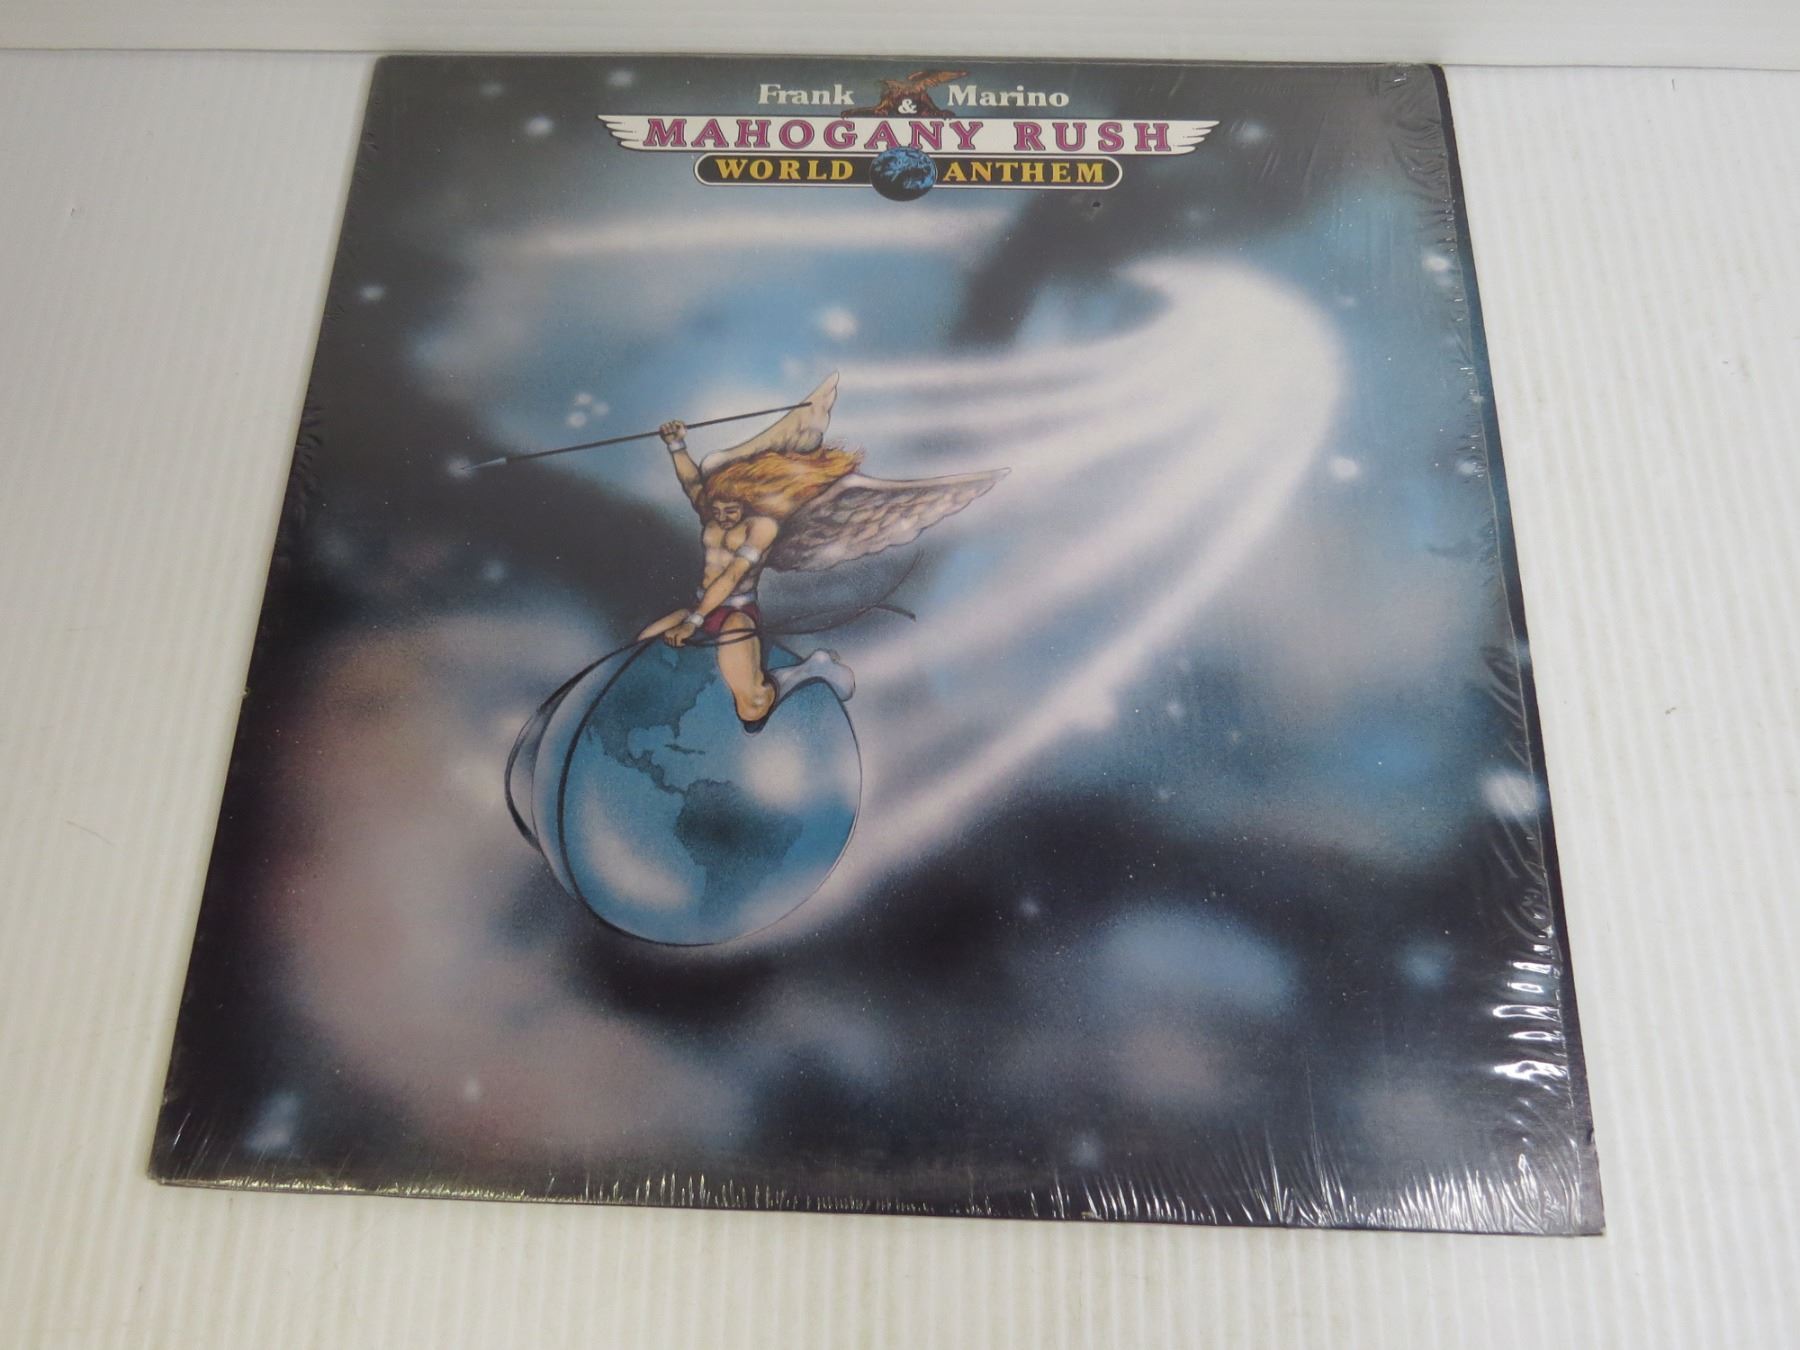 Frank & Marino
MAHOGANY RUSH
WORLD ANTHEM